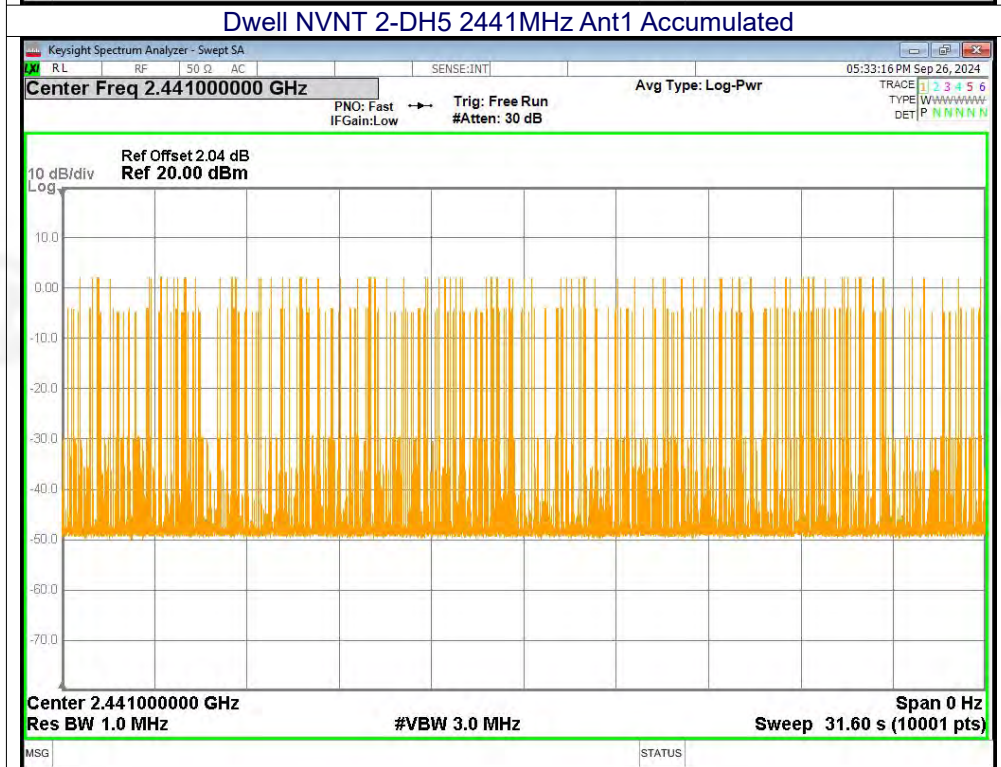 Dwell NVNT 2-DH5 2441MHz Ant1 Accumulated
Keysight Spectrum Analyzer - Swept SA
LXI RL RF 50 Ω AC SENSE:INT 05:33:16 PM Sep 26, 2024
Center Freq 2.441000000 GHz
PNO: Fast
IFGain:Low
Trig: Free Run
#Atten: 30 dB
Avg Type: Log-Pwr
TRACE 1 2 3 4 5 6
TYPE WWWWWWW
DET P N N N N N
Ref Offset 2.04 dB
10 dB/div Ref 20.00 dBm
Log
10.0
0.00
-10.0
-20.0
-30.0
-40.0
-50.0
-60.0
-70.0
Center 2.441000000 GHz Span 0 Hz
Res BW 1.0 MHz #VBW 3.0 MHz Sweep 31.60 s (10001 pts)
MSG STATUS